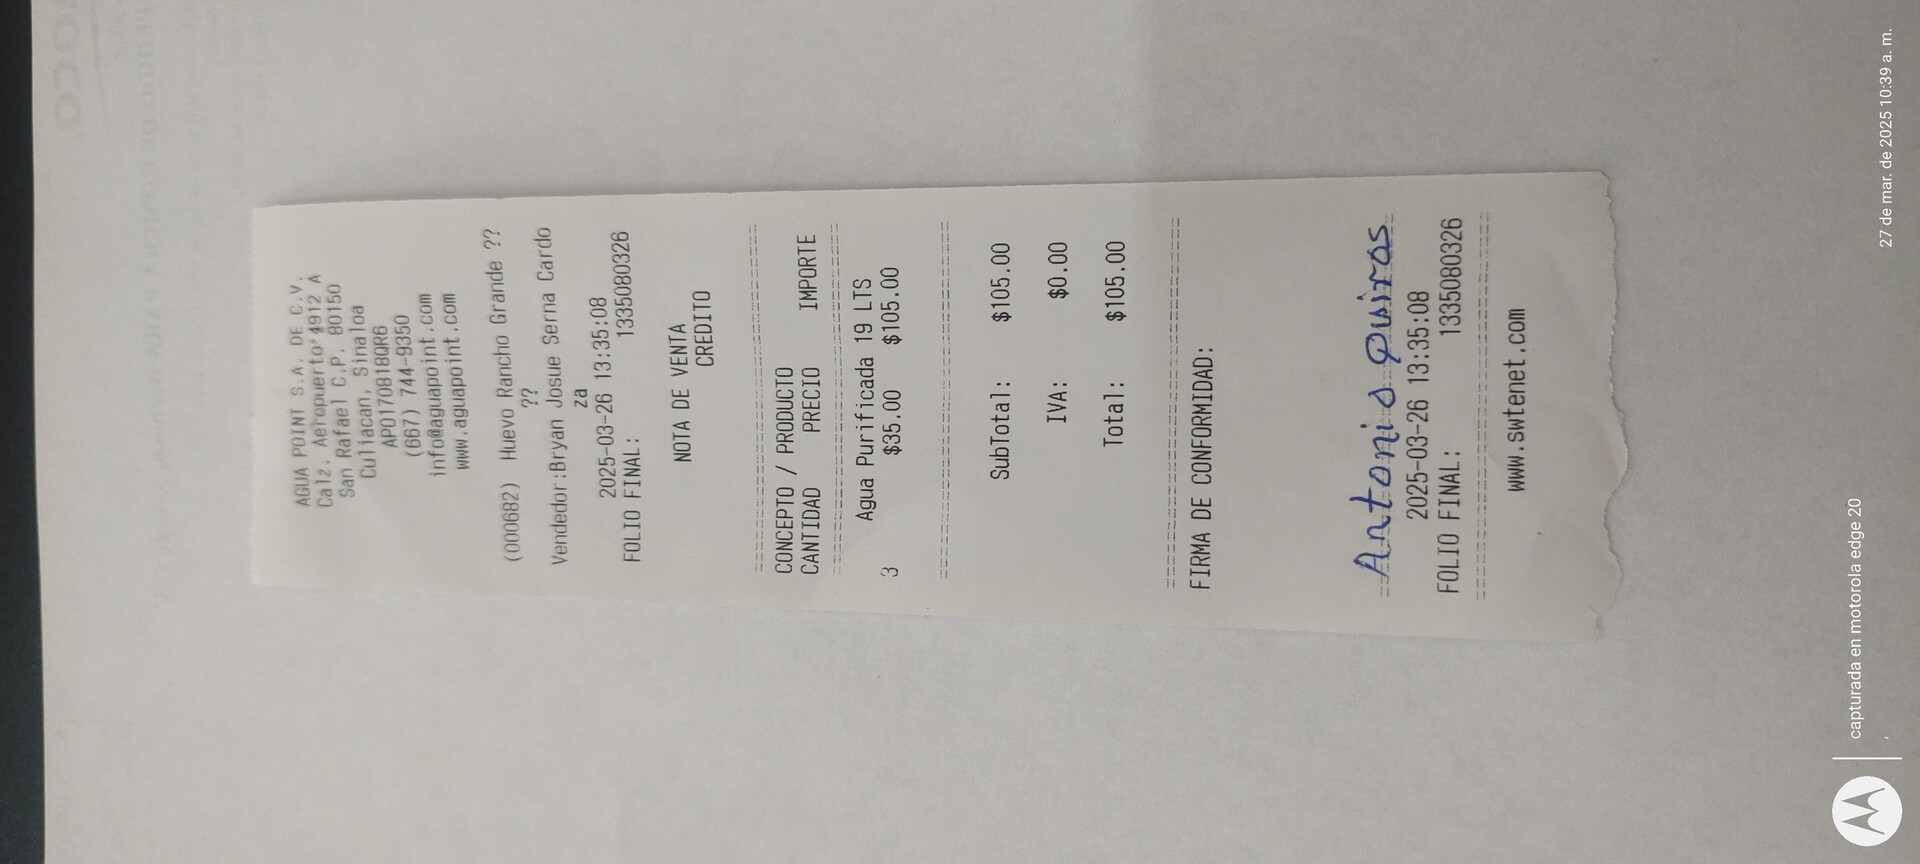 AGUA POINT S.A. DE C.V.
Calz. Aeropuerto 4912 A
San Rafael C.P. 80150
Culiacan, Sinaloa
APO170818QR6
(667) 744-9350
info@aguapoint.com
www.aguapoint.com
(000682) Huevo Rancho Grande ??
??
Vendedor:Bryan Josue Serna Cardo
za
2025-03-26 13:35:08
FOLIO FINAL: 1335080326
NOTA DE VENTA
CREDITO
CONCEPTO / PRODUCTO
CANTIDAD PRECIO IMPORTE
Agua Purificada 19 LTS
3 $35.00 $105.00
SubTotal: $105.00
IVA: $0.00
Total: $105.00
FIRMA DE CONFORMIDAD:
Antonio Quiros
2025-03-26 13:35:08
FOLIO FINAL: 1335080326
www.swtenet.com
capturada en motorola edge 20
27 de mar. de 2025 10:39 a. m.